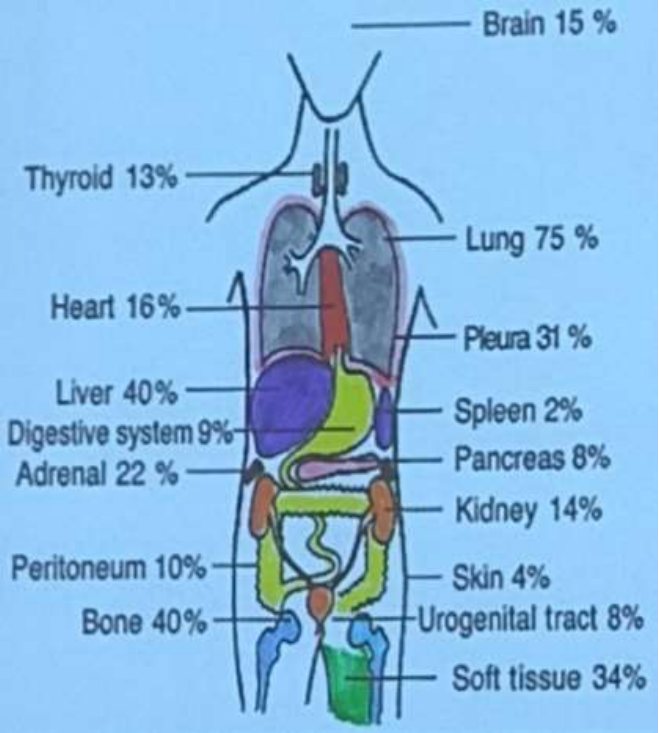 Brain 15 %
Thyroid 13%
Lung 75 %
Heart 16%
Pleura 31 %
Liver 40%
Spleen 2%
Digestive system 9%
Pancreas 8%
Adrenal 22 %
Kidney 14%
Peritoneum 10%
Skin 4%
Bone 40%
Urogenital tract 8%
Soft tissue 34%